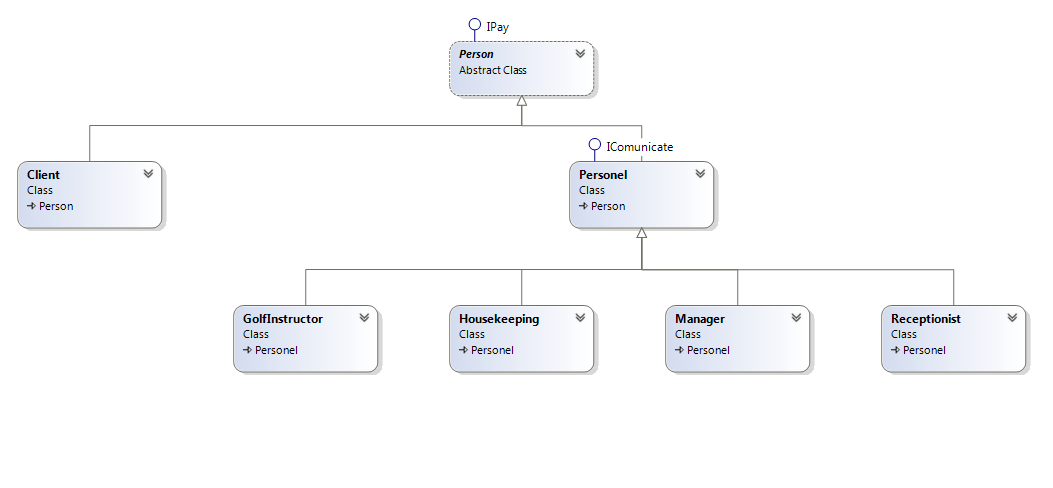 IPay
Person
Abstract Class
Client
Class
Person
IComunicate
Personel
Class
Person
GolfInstructor
Class
Personel
Housekeeping
Class
Personel
Manager
Class
Personel
Receptionist
Class
Personel